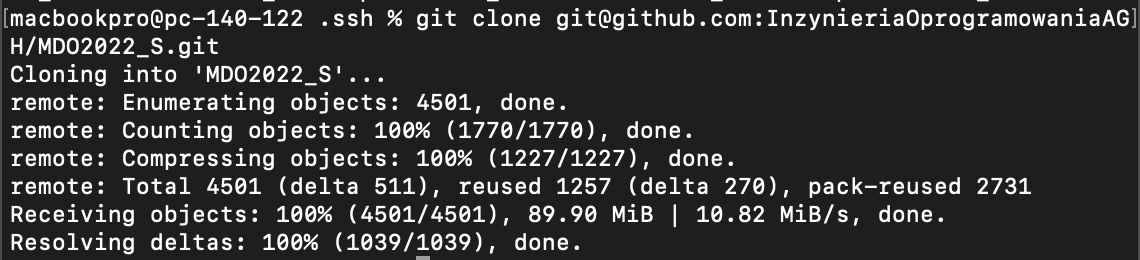 [macbookpro@pc-140-122 .ssh % git clone git@github.com:InzynieriaOprogramowaniaAG]
H/MDO2022_S.git
Cloning into 'MDO2022_S'...
remote: Enumerating objects: 4501, done.
remote: Counting objects: 100% (1770/1770), done.
remote: Compressing objects: 100% (1227/1227), done.
remote: Total 4501 (delta 511), reused 1257 (delta 270), pack-reused 2731
Receiving objects: 100% (4501/4501), 89.90 MiB | 10.82 MiB/s, done.
Resolving deltas: 100% (1039/1039), done.